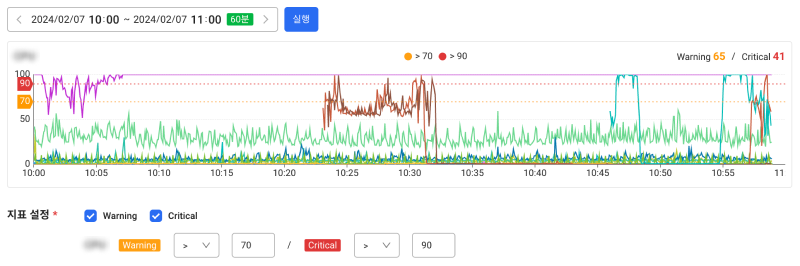 2024/02/07 10:00 ~ 2024/02/07 11:00 60분 실행
> 70 > 90 Warning 65 / Critical 41
100
90
70
50
0
10:00 10:05 10:10 10:15 10:20 10:25 10:30 10:35 10:40 10:45 10:50 10:55 11
지표 설정 * Warning Critical
Warning > 70 / Critical > 90